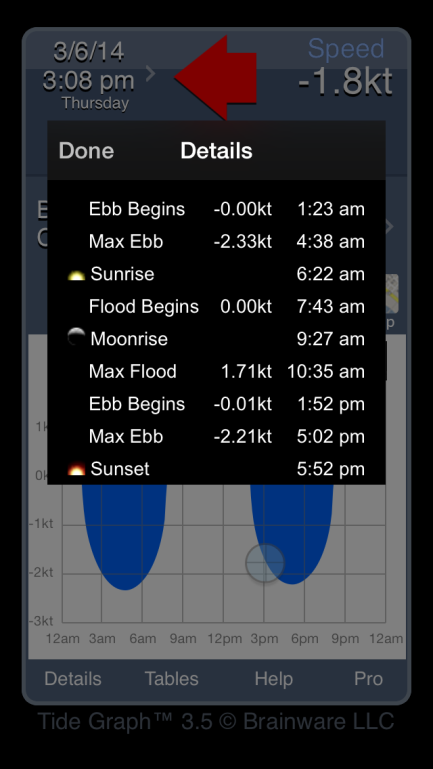 3/6/14
3:08 pm
Thursday
Speed
-1.8kt
Done
Details
Ebb Begins -0.00kt 1:23 am
Max Ebb -2.33kt 4:38 am
Sunrise 6:22 am
Flood Begins 0.00kt 7:43 am
Moonrise 9:27 am
Max Flood 1.71kt 10:35 am
Ebb Begins -0.01kt 1:52 pm
Max Ebb -2.21kt 5:02 pm
Sunset 5:52 pm
-1kt
-2kt
-3kt
12am 3am 6am 9am 12pm 3pm 6pm 9pm 12am
Details Tables Help Pro
Tide Graph™ 3.5 © Brainware LLC